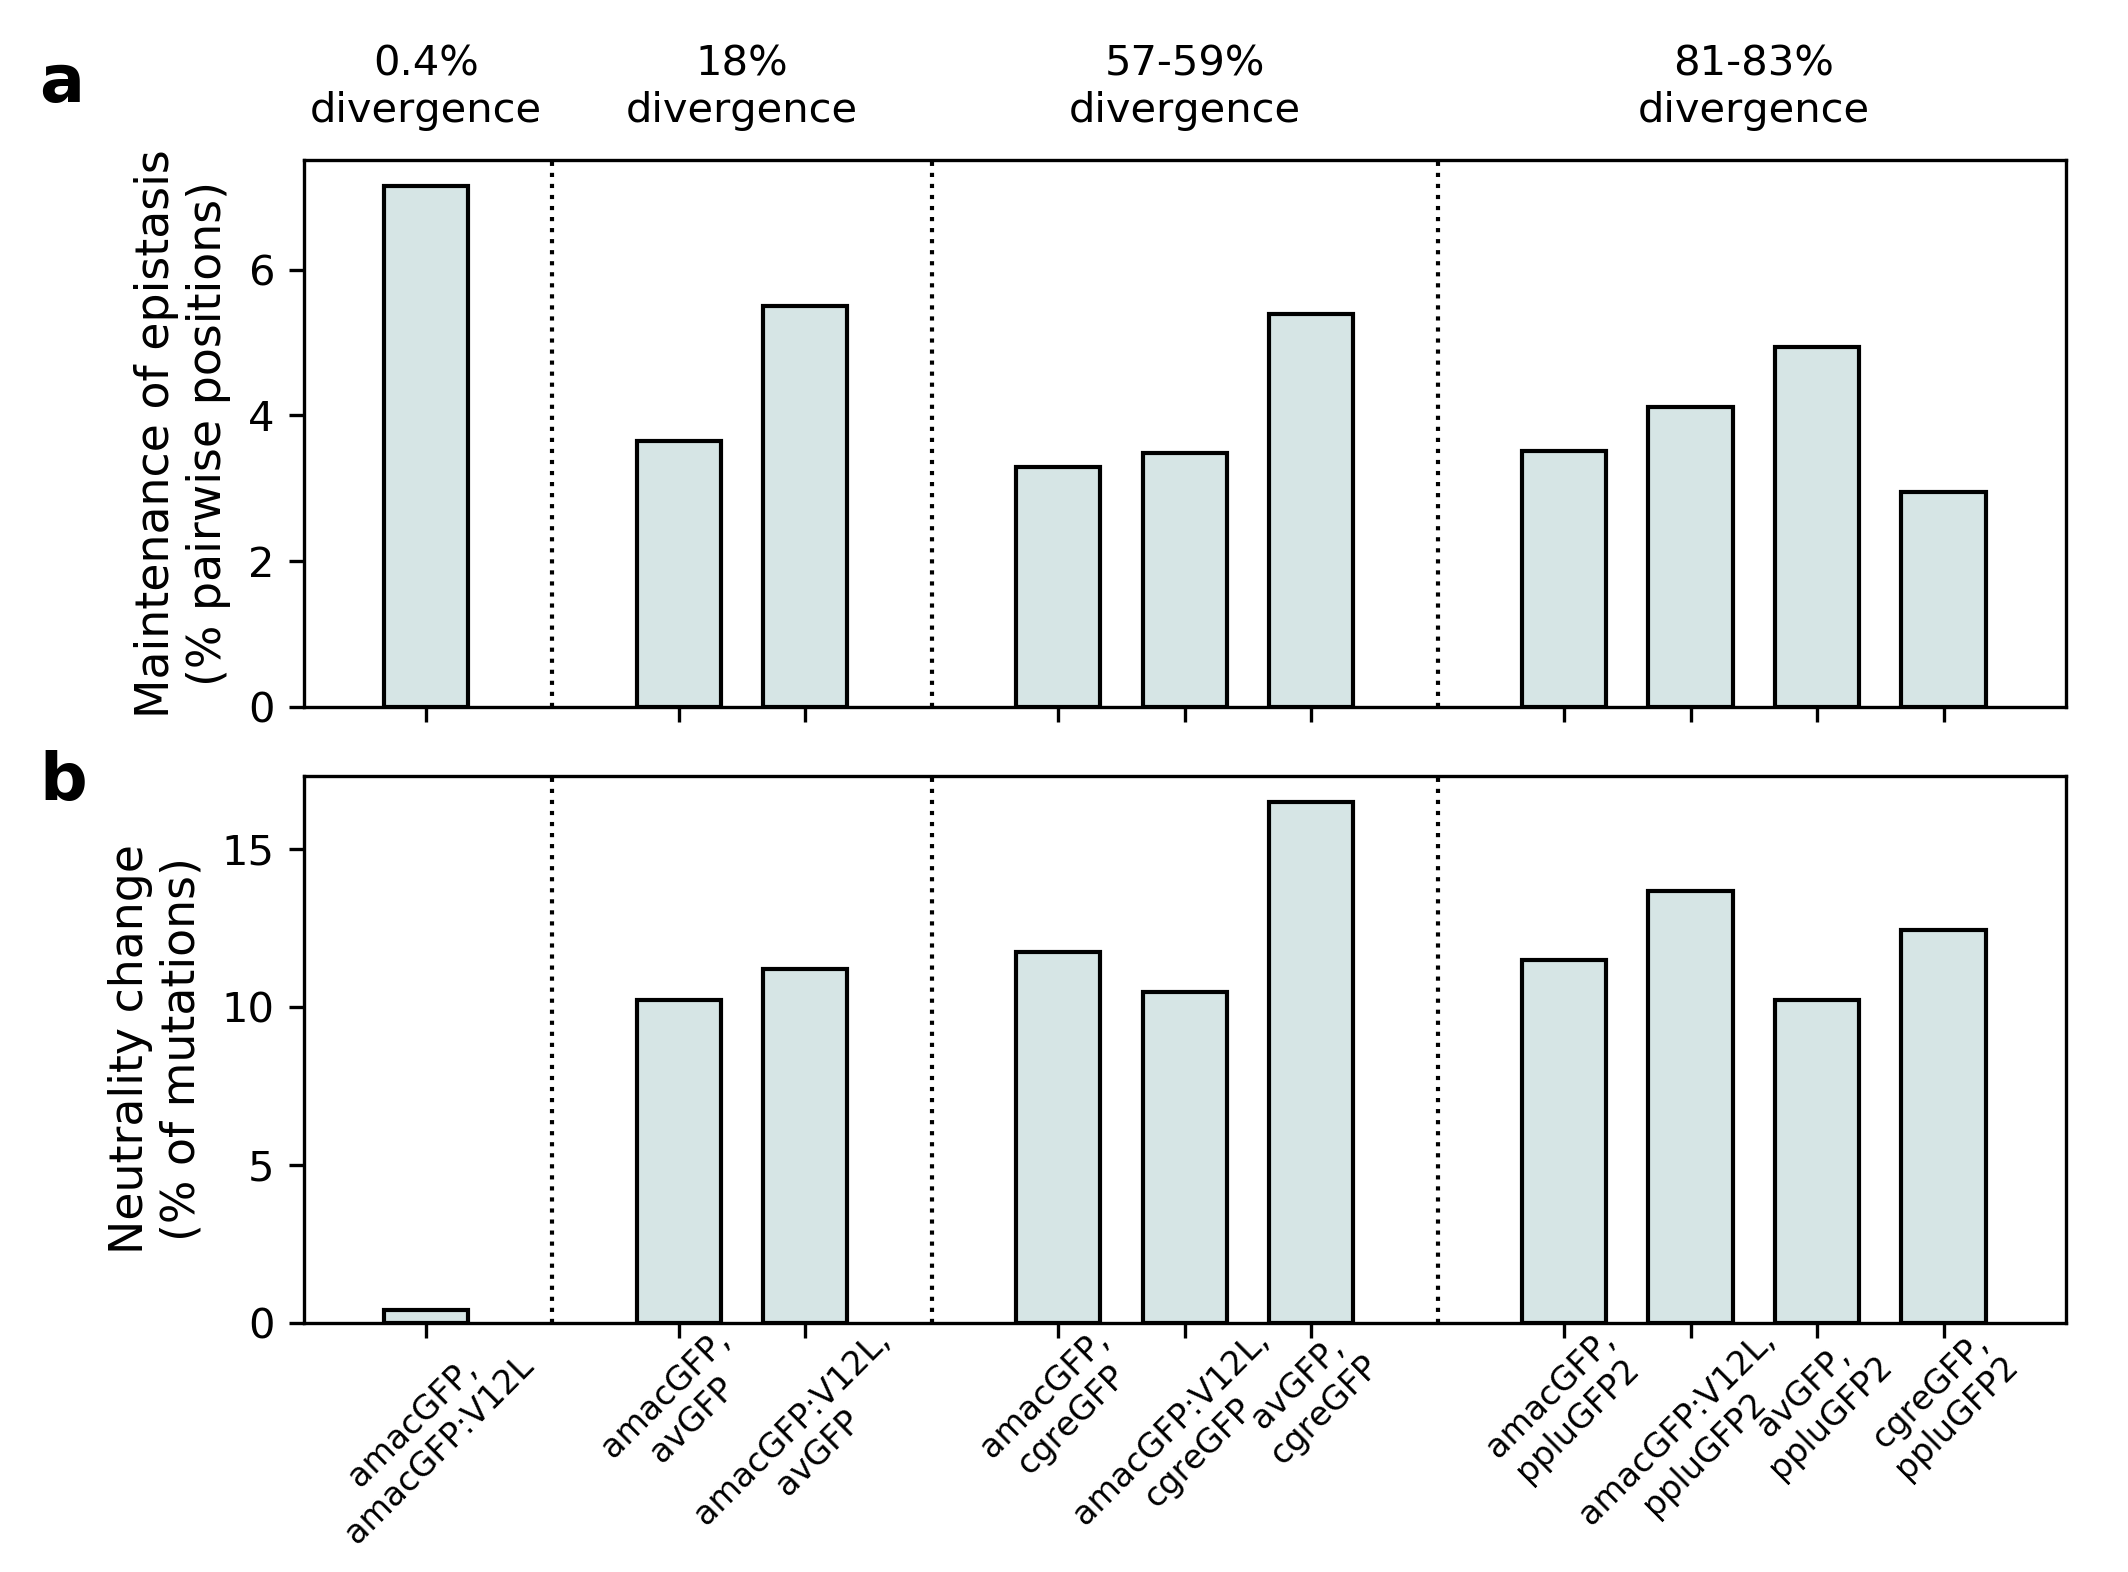 a
0.4%
divergence
18%
divergence
57-59%
divergence
81-83%
divergence
Maintenance of epistasis
(% pairwise positions)
6
4
2
0
b
Neutrality change
(% of mutations)
15
10
5
0
amacGFP,
amacGFP:V12L
amacGFP,
avGFP
amacGFP:V12L,
avGFP
amacGFP,
cgreGFP
amacGFP:V12L,
cgreGFP
avGFP,
cgreGFP
amacGFP,
ppluGFP2
amacGFP:V12L,
ppluGFP2
avGFP,
ppluGFP2
cgreGFP,
ppluGFP2